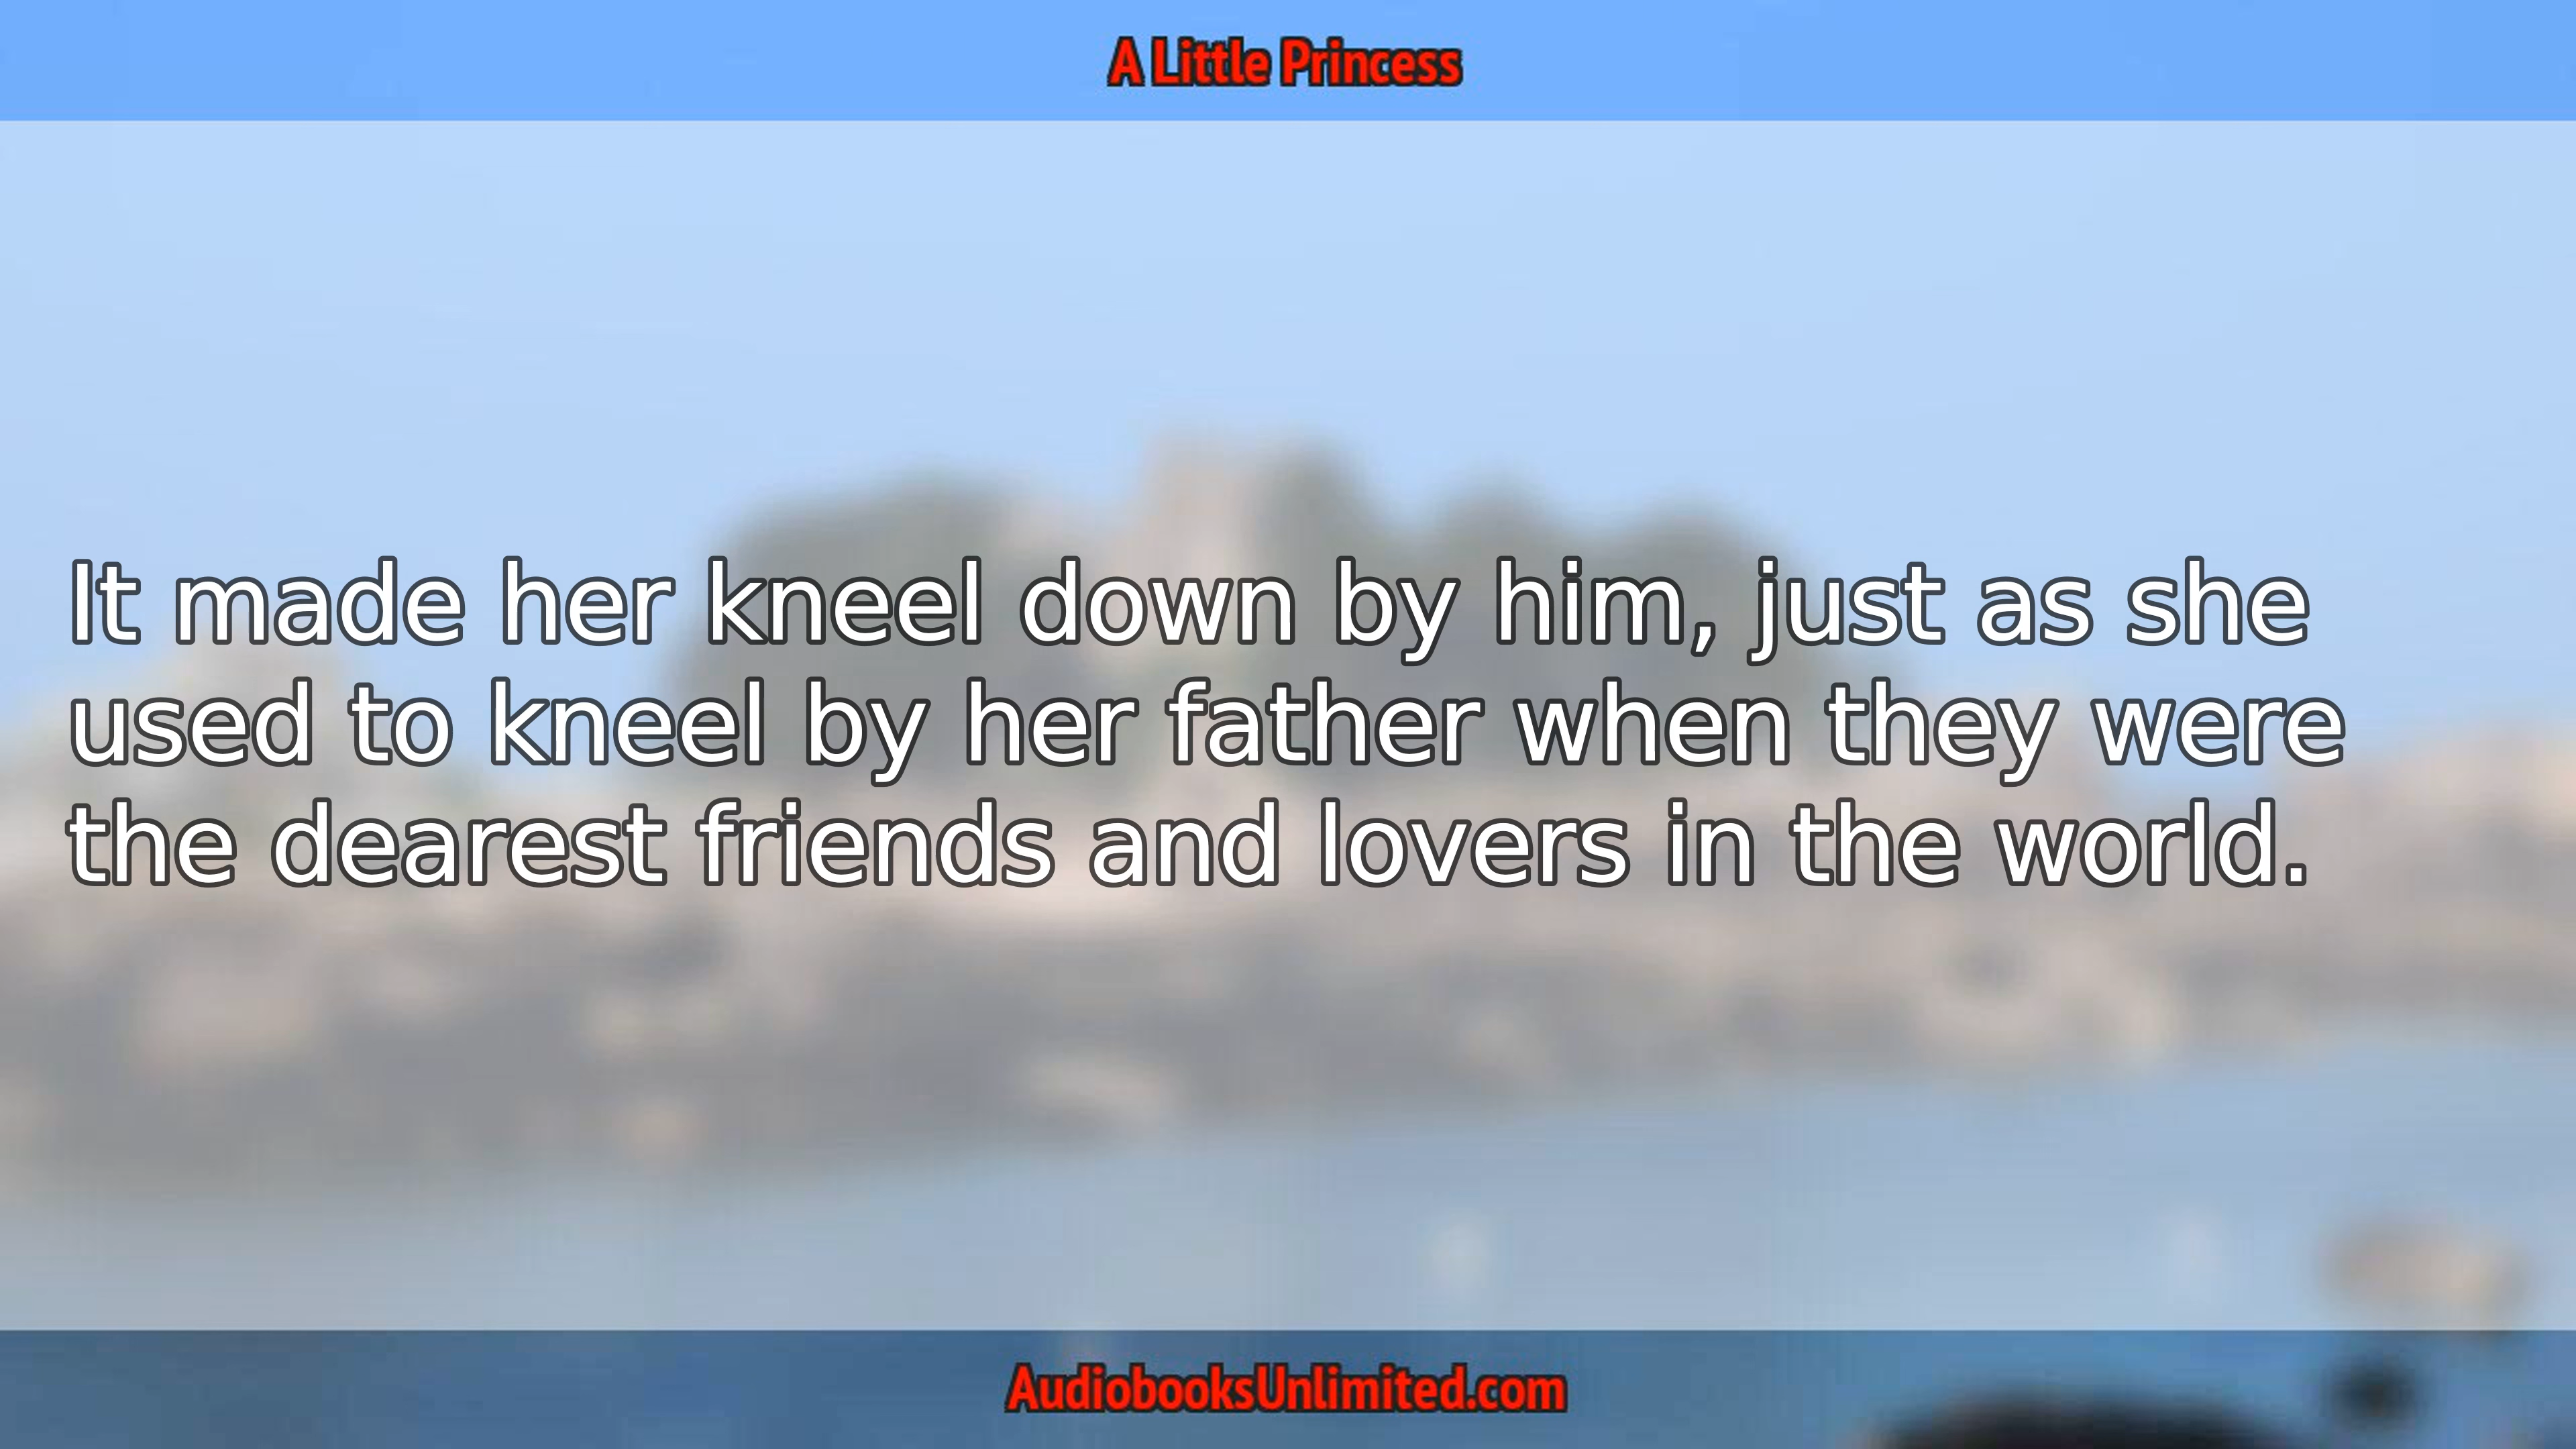 A Little Princess
It made her kneel down by him, just as she
used to kneel by her father when they were
the dearest friends and lovers in the world.
AudiobooksUnlimited.com